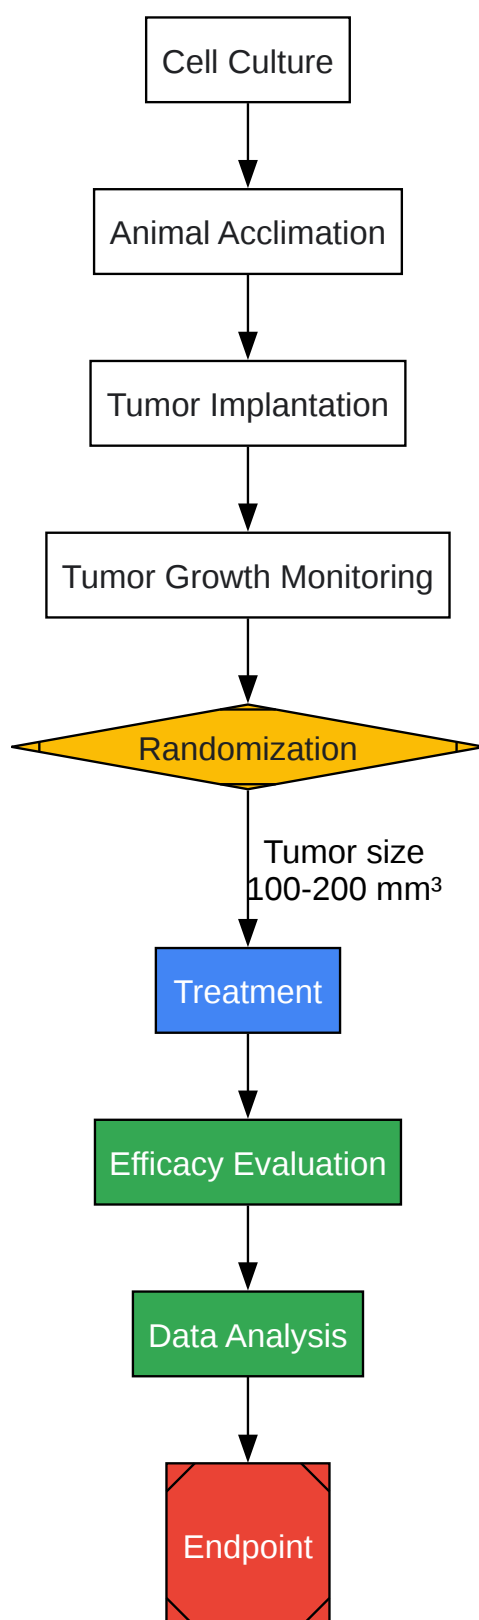 Cell Culture
Animal Acclimation
Tumor Implantation
Tumor Growth Monitoring
Randomization
Tumor size
100-200 mm³
Treatment
Efficacy Evaluation
Data Analysis
Endpoint